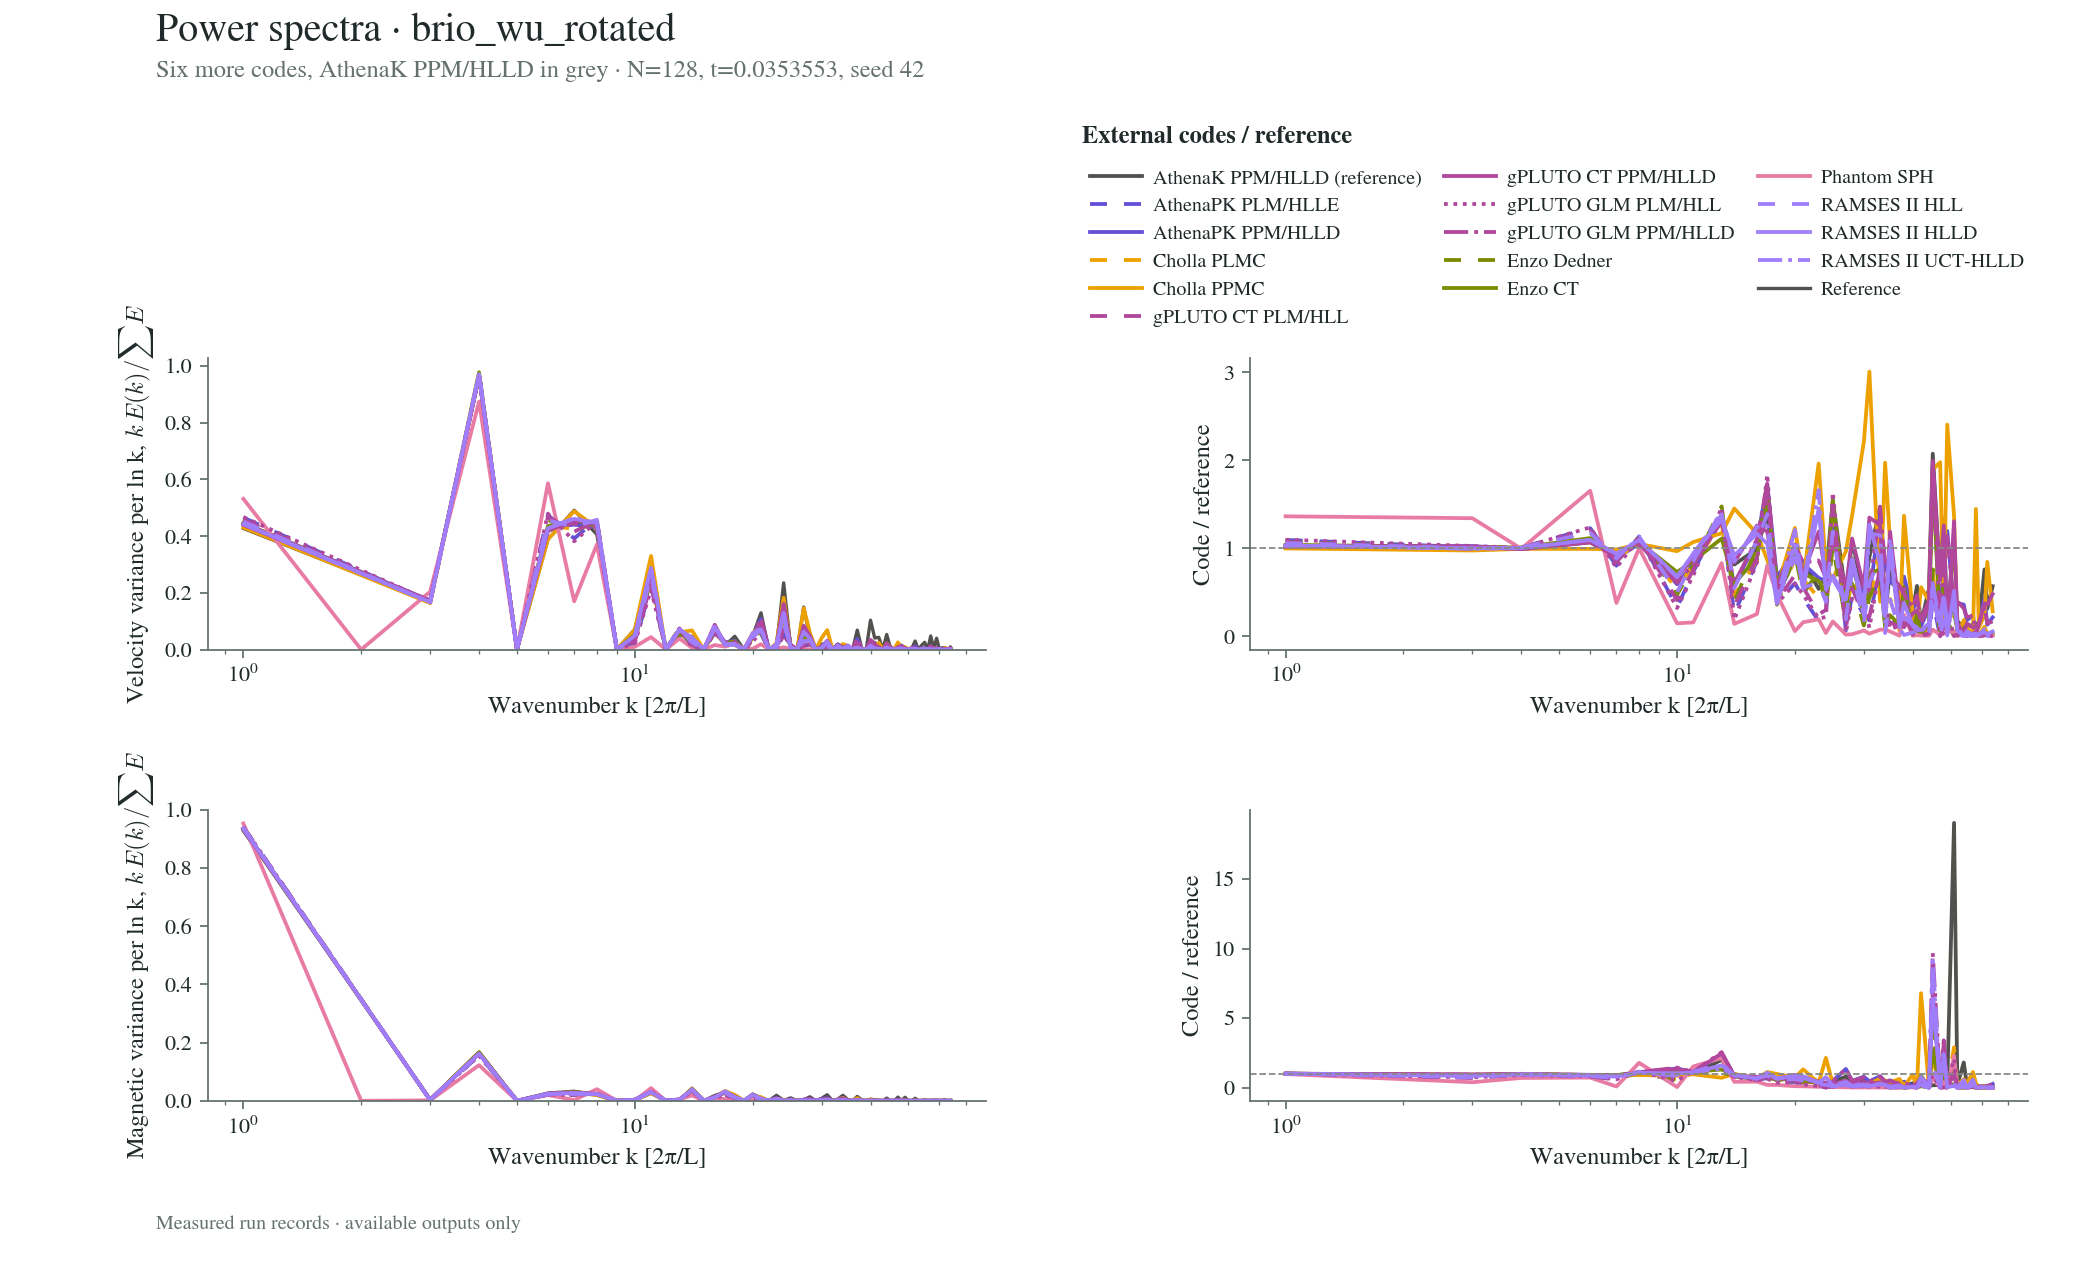 Power spectra · brio_wu_rotated
Six more codes, AthenaK PPM/HLLD in grey · N=128, t=0.0353553, seed 42
External codes / reference
AthenaK PPM/HLLD (reference)
AthenaPK PLM/HLLE
AthenaPK PPM/HLLD
Cholla PLMC
Cholla PPMC
gPLUTO CT PLM/HLL
gPLUTO CT PPM/HLLD
gPLUTO GLM PLM/HLL
gPLUTO GLM PPM/HLLD
Enzo Dedner
Enzo CT
Phantom SPH
RAMSES II HLL
RAMSES II HLLD
RAMSES II UCT-HLLD
Reference
Velocity variance per ln k, k E(k)/∑E
1.0
0.8
0.6
0.4
0.2
0.0
10⁰
10¹
Wavenumber k [2π/L]
Code / reference
3
2
1
0
10⁰
10¹
Wavenumber k [2π/L]
Magnetic variance per ln k, k E(k)/∑E
1.0
0.8
0.6
0.4
0.2
0.0
10⁰
10¹
Wavenumber k [2π/L]
Code / reference
15
10
5
0
10⁰
10¹
Wavenumber k [2π/L]
Measured run records · available outputs only